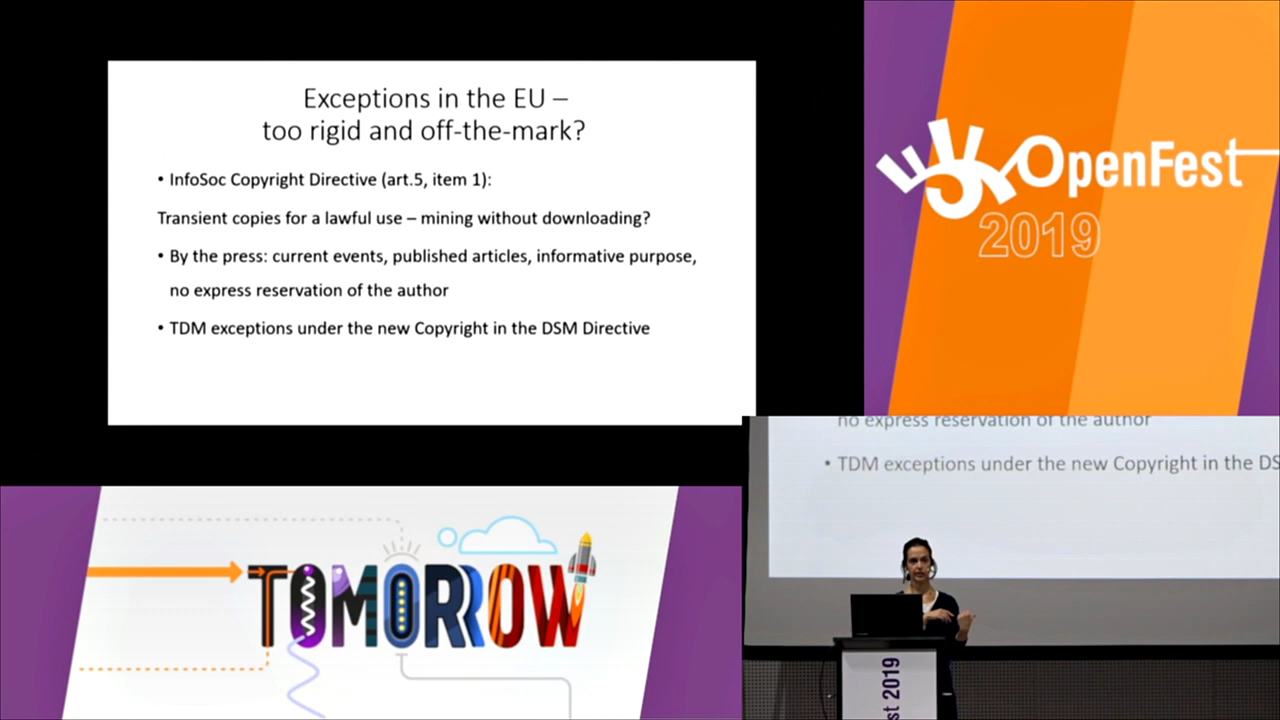 Exceptions in the EU –
too rigid and off-the-mark?
• InfoSoc Copyright Directive (art.5, item 1):
Transient copies for a lawful use – mining without downloading?
• By the press: current events, published articles, informative purpose,
no express reservation of the author
• TDM exceptions under the new Copyright in the DSM Directive
OpenFest
2019
no express reservation of the author
• TDM exceptions under the new Copyright in the DS
TOMORROW
st 2019